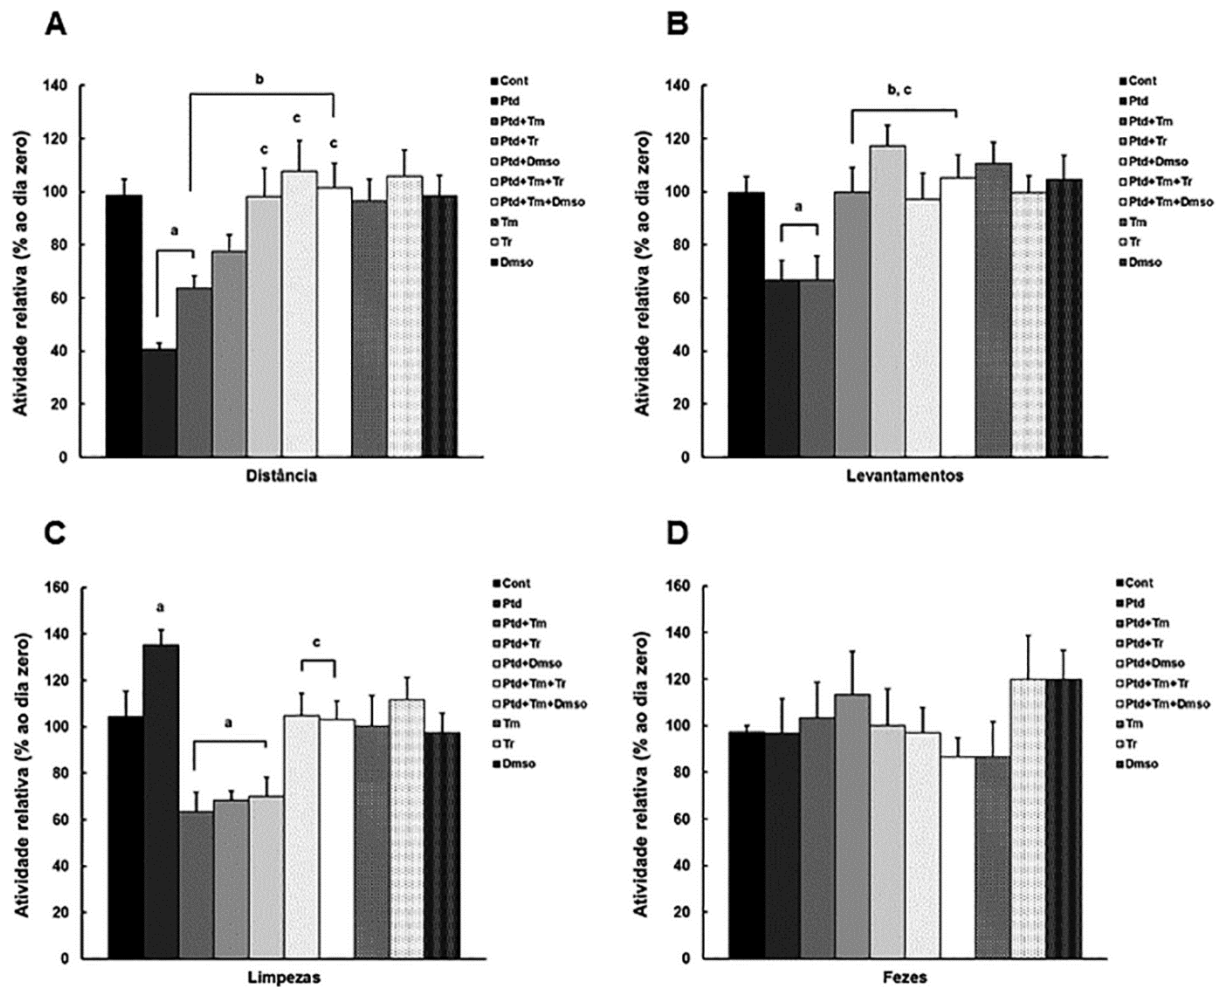 A
Atividade relativa (% ao dia zero)
140
120
100
80
60
40
20
0
a
b
c
c
c
Distância
Cont
Ptd
Ptd+Tm
Ptd+Tr
Ptd+Dmso
Ptd+Tm+Tr
Ptd+Tm+Dmso
Tm
Tr
Dmso
B
Atividade relativa (% ao dia zero)
140
120
100
80
60
40
20
0
a
b, c
Levantamentos
Cont
Ptd
Ptd+Tm
Ptd+Tr
Ptd+Dmso
Ptd+Tm+Tr
Ptd+Tm+Dmso
Tm
Tr
Dmso
C
Atividade relativa (% ao dia zero)
160
140
120
100
80
60
40
20
0
a
a
c
Limpezas
Cont
Ptd
Ptd+Tm
Ptd+Tr
Ptd+Dmso
Ptd+Tm+Tr
Ptd+Tm+Dmso
Tm
Tr
Dmso
D
Atividade relativa (% ao dia zero)
160
140
120
100
80
60
40
20
0
Fezes
Cont
Ptd
Ptd+Tm
Ptd+Tr
Ptd+Dmso
Ptd+Tm+Tr
Ptd+Tm+Dmso
Tm
Tr
Dmso